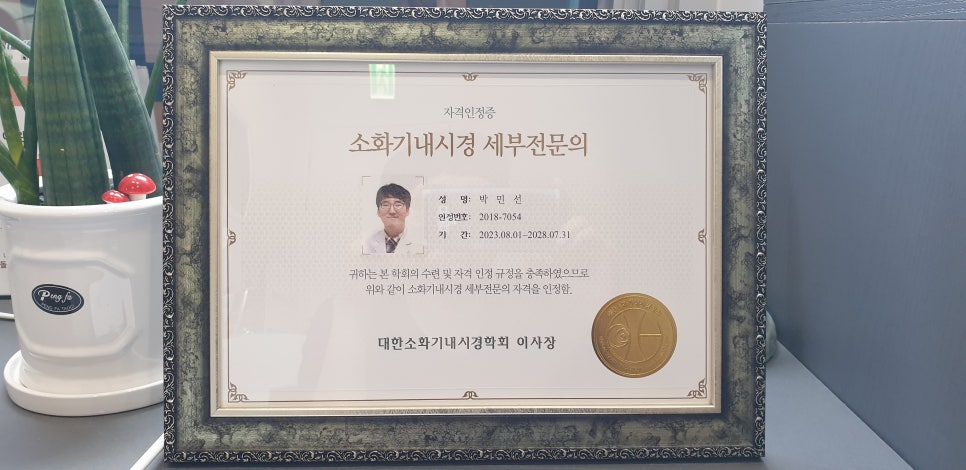 자격인정증
소화기내시경 세부전문의
성 명: 박 민 선
인정번호: 2018-7054
기 간: 2023.08.01~2028.07.31
귀하는 본 학회의 수련 및 자격 인정 규정을 충족하였으므로
위와 같이 소화기내시경 세부전문의 자격을 인정함.
대한소화기내시경학회 이사장
Peng.fa